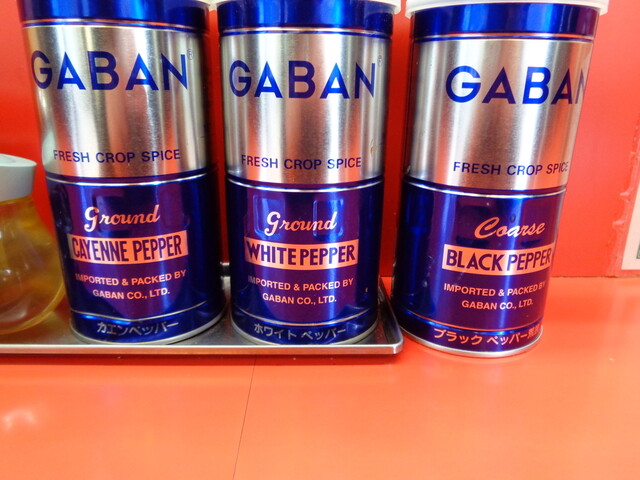 GABAN
FRESH CROP SPICE
Ground
CAYENNE PEPPER
IMPORTED & PACKED BY
GABAN CO., LTD.
カエンペッパー
GABAN
FRESH CROP SPICE
Ground
WHITE PEPPER
IMPORTED & PACKED BY
GABAN CO., LTD.
ホワイト ペッパー
GABAN
FRESH CROP SPICE
Coarse
BLACK PEPPER
IMPORTED & PACKED BY
GABAN CO., LTD.
ブラック ペッパー